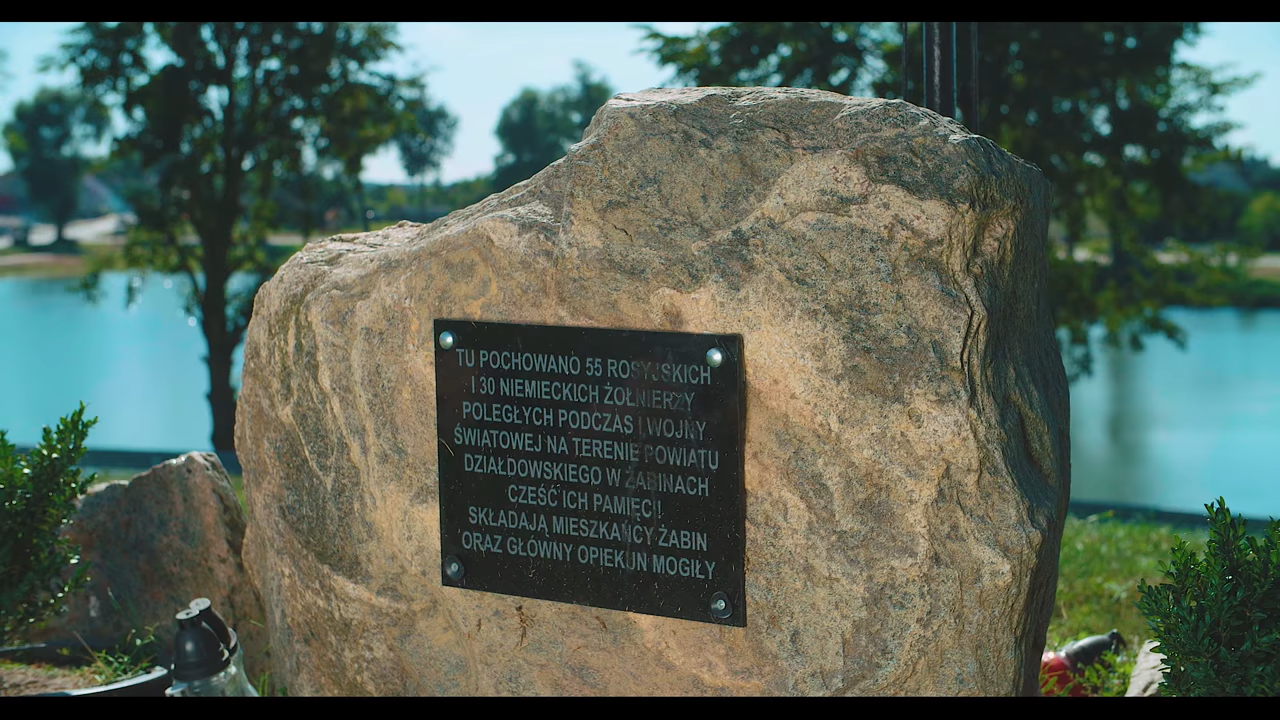 TU POCHOWANO 55 ROSYJSKICH
I 30 NIEMIECKICH ŻOŁNIERZY
POLEGŁYCH PODCZAS I WOJNY
ŚWIATOWEJ NA TERENIE POWIATU
DZIAŁDOWSKIEGO W ŻABINACH
CZEŚĆ ICH PAMIĘCI!
SKŁADAJĄ MIESZKAŃCY ŻABIN
ORAZ GŁÓWNY OPIEKUN MOGIŁY